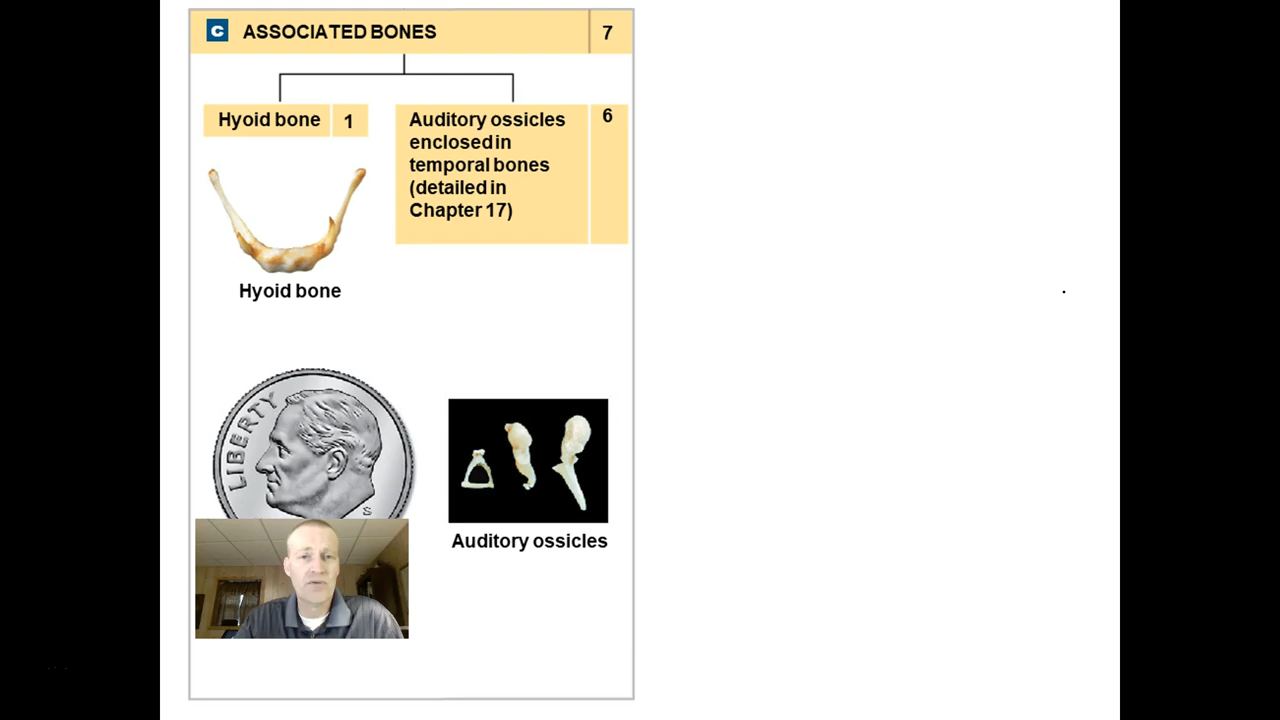 C ASSOCIATED BONES 7
Hyoid bone 1
Auditory ossicles 6
enclosed in
temporal bones
(detailed in
Chapter 17)
Hyoid bone
LIBERTY
S
Auditory ossicles